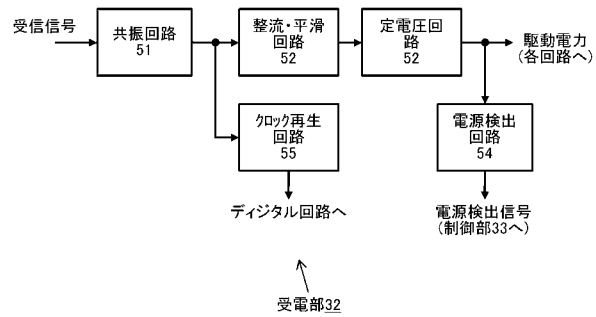 受信信号
共振回路
51
整流・平滑
回路
52
定電圧回
路
52
駆動電力
(各回路へ)
クロック再生
回路
55
電源検出
回路
54
ディジタル回路へ
電源検出信号
(制御部33へ)
受電部32